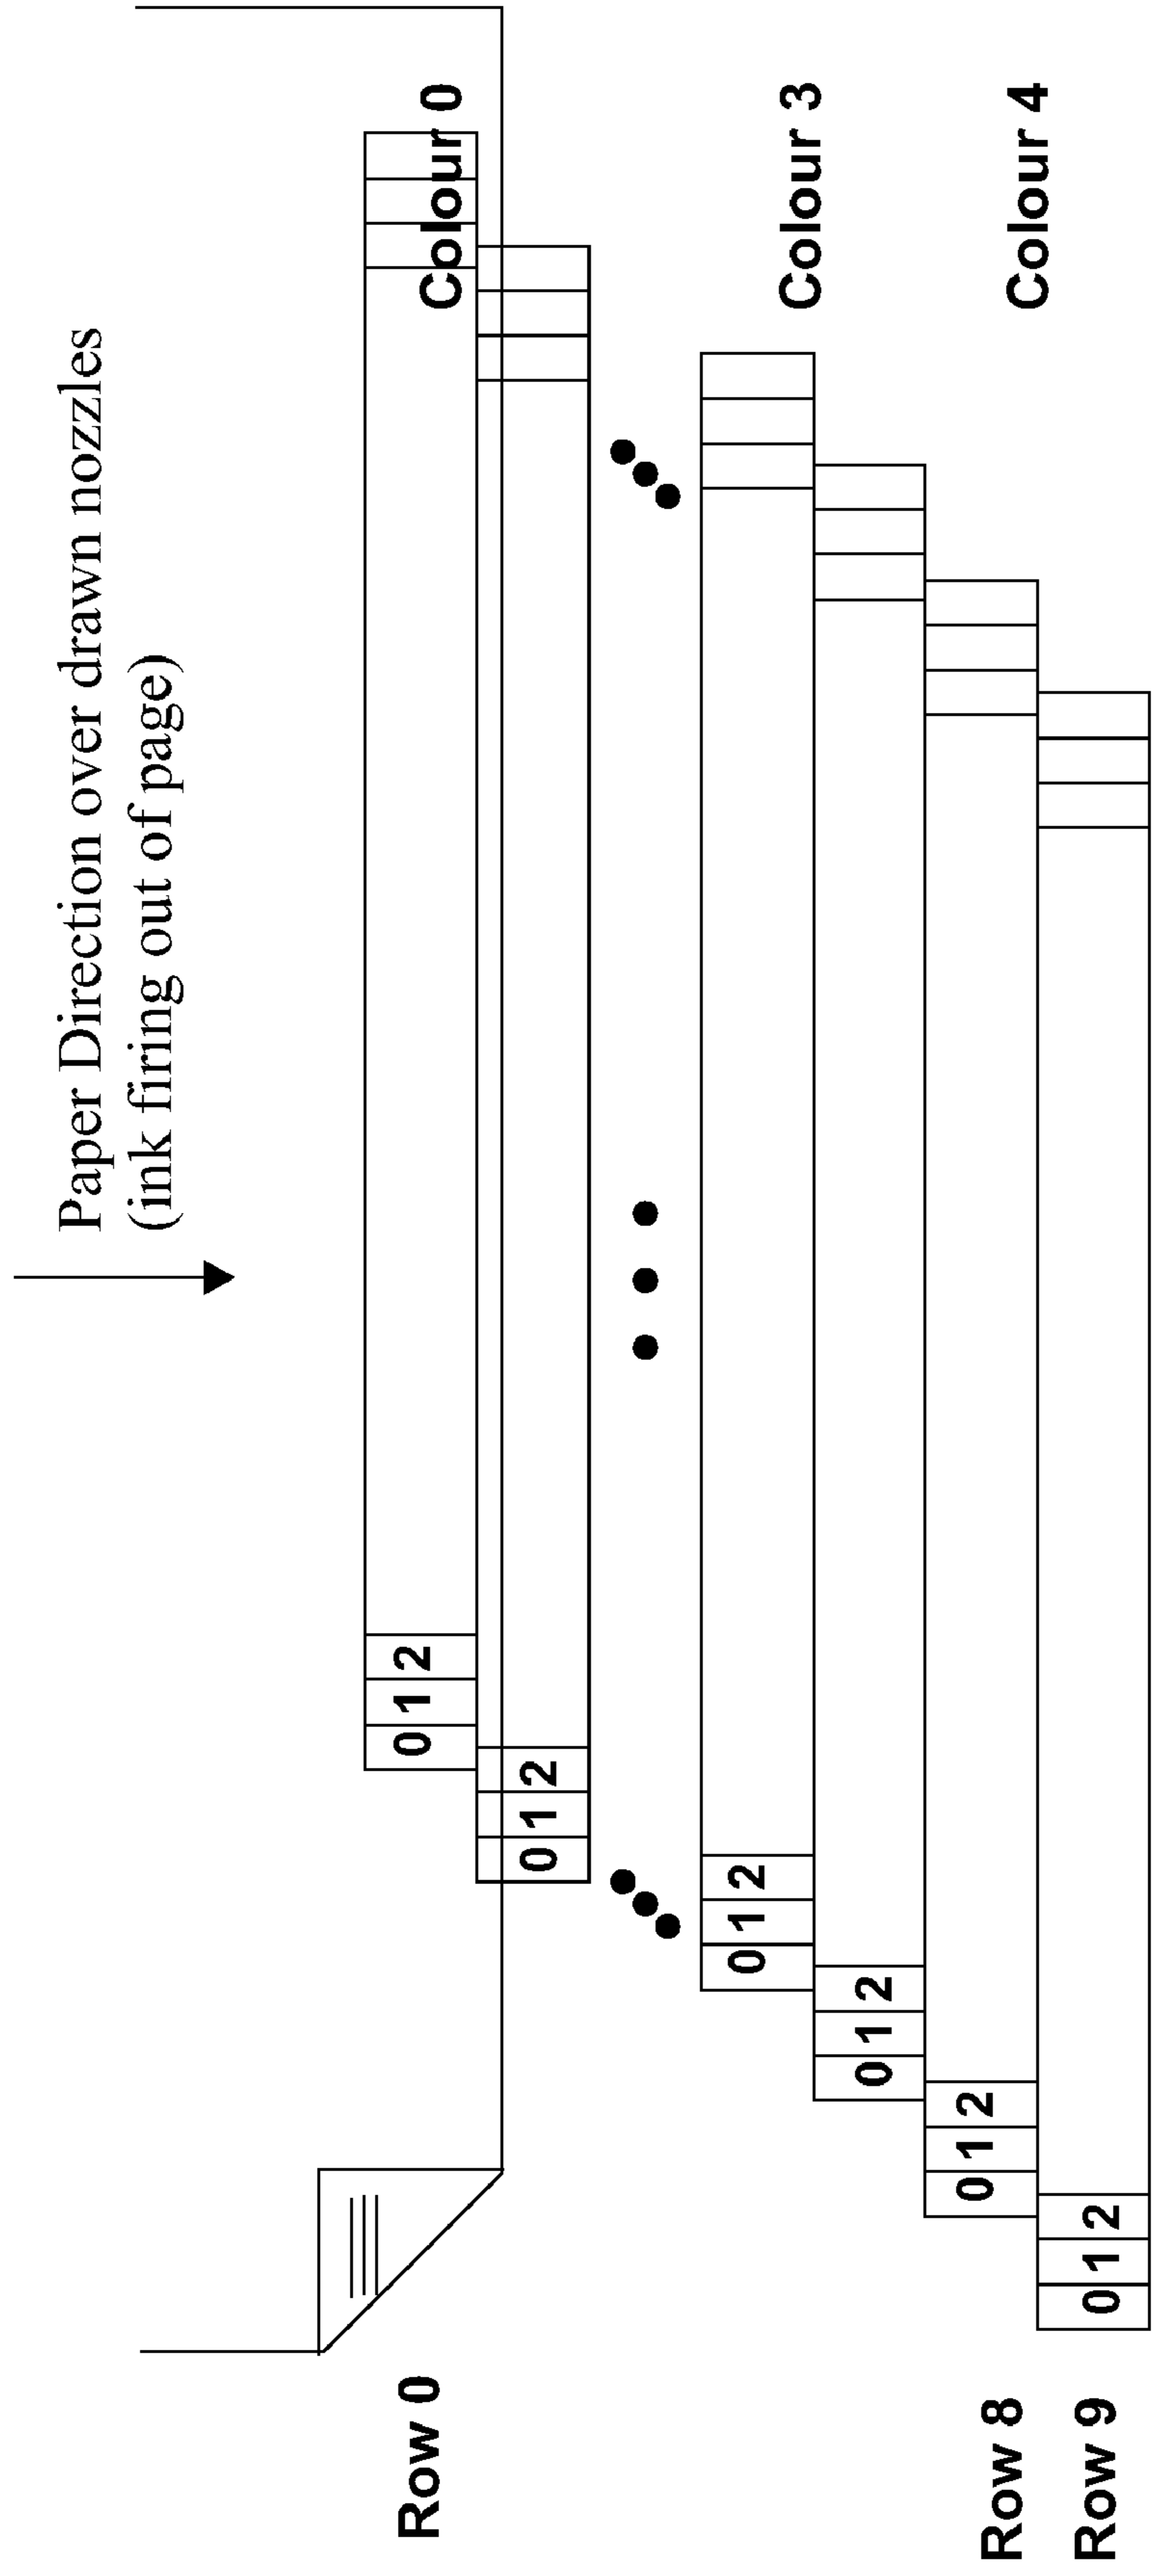 Paper Direction over drawn nozzles
(ink firing out of page)
Row 0 0 1 2 Colour 0
0 1 2
0 1 2 Colour 3
0 1 2
Row 8 0 1 2 Colour 4
Row 9 0 1 2